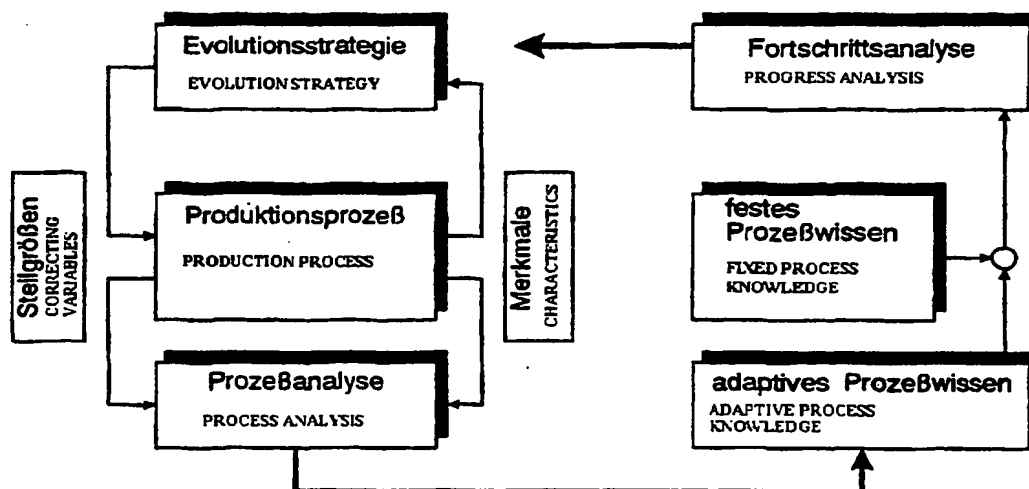 Evolutionsstrategie
EVOLUTION STRATEGY
Fortschrittsanalyse
PROGRESS ANALYSIS
Stellgrößen
CORRECTING
VARIABLES
Produktionsprozeß
PRODUCTION PROCESS
Merkmale
CHARACTERISTICS
festes
Prozeßwissen
FIXED PROCESS
KNOWLEDGE
Prozeßanalyse
PROCESS ANALYSIS
adaptives Prozeßwissen
ADAPTIVE PROCESS
KNOWLEDGE